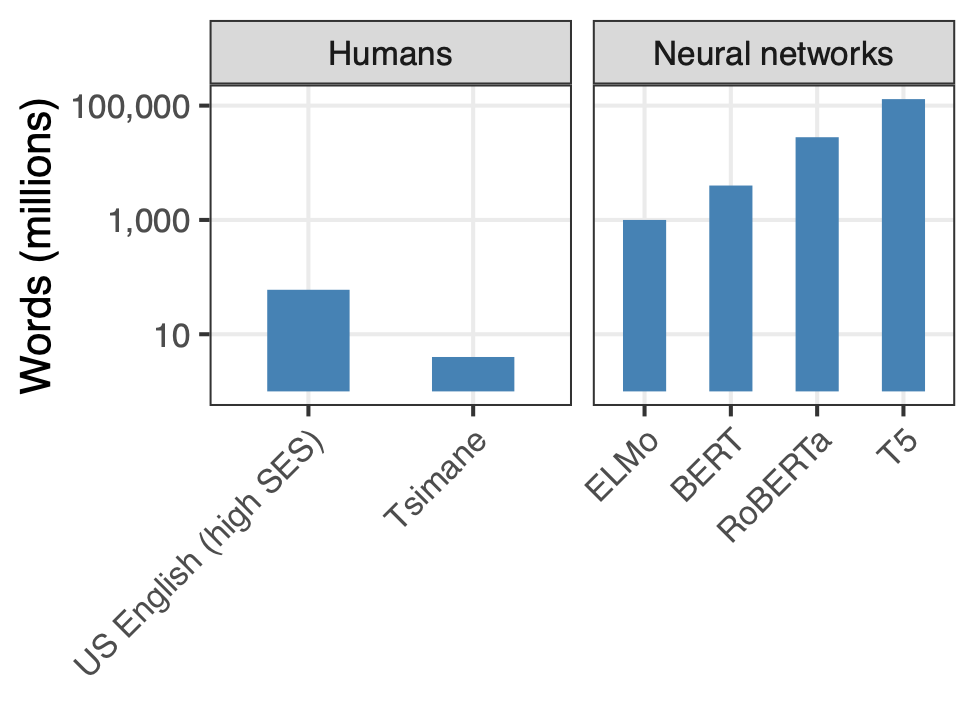 Humans
Neural networks
Words (millions)
100,000
1,000
10
US English (high SES)
Tsimane
ELMo
BERT
RoBERTa
T5